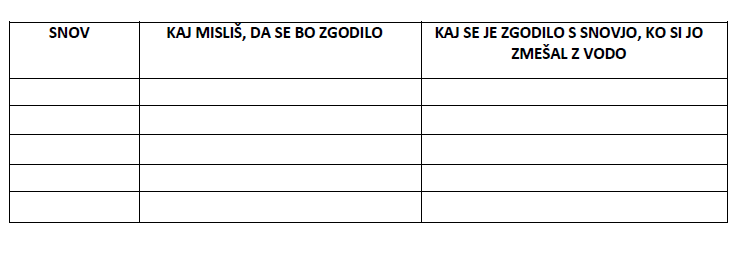 SNOV
KAJ MISLIŠ, DA SE BO ZGODILO
KAJ SE JE ZGODILO S SNOVJO, KO SI JO
ZMEŠAL Z VODO